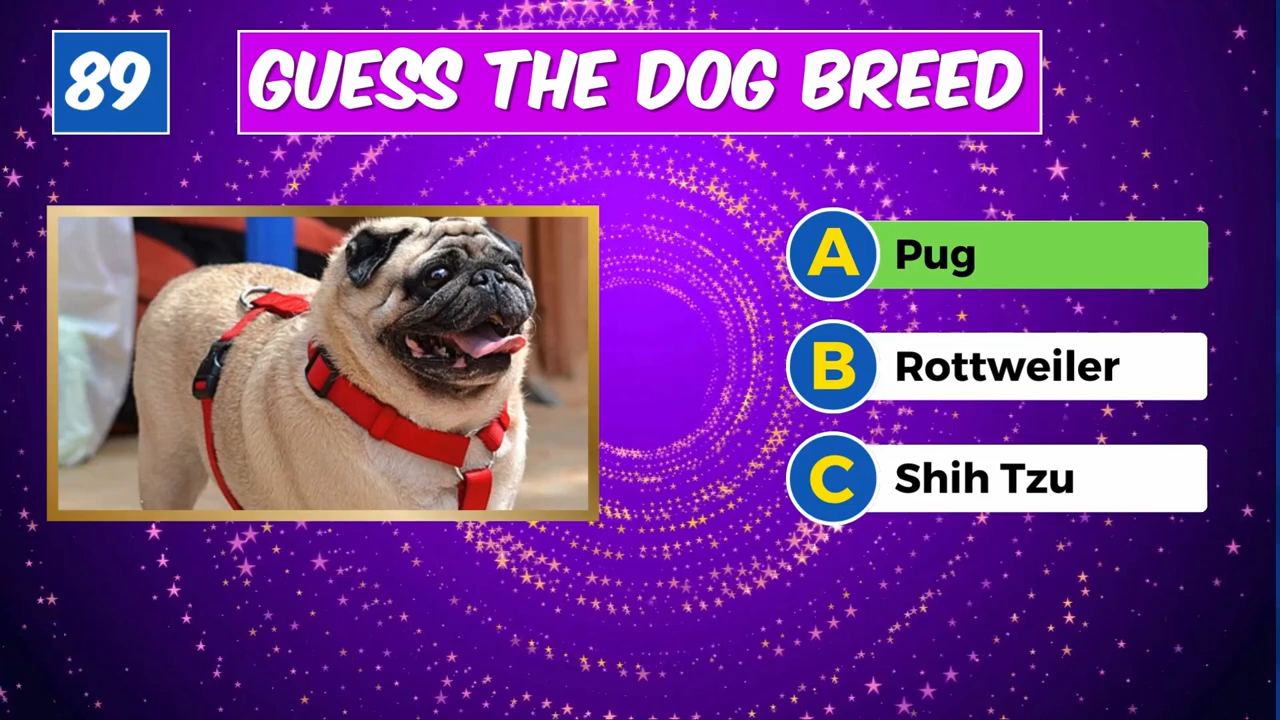 89
GUESS THE DOG BREED
A Pug
B Rottweiler
C Shih Tzu